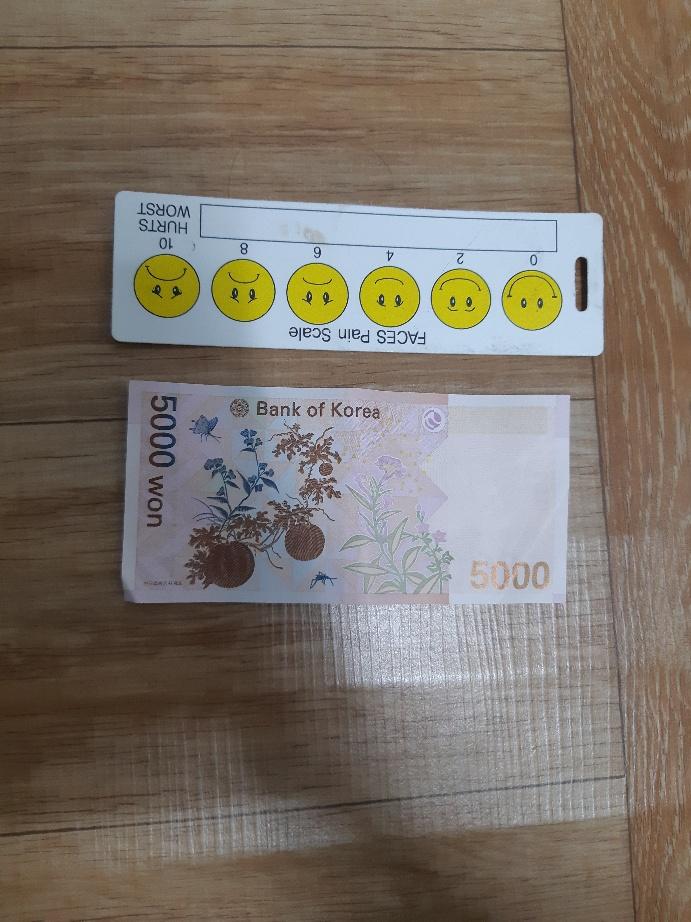 FACES Pain Scale
0 2 4 6 8 10
HURTS
WORST
Bank of Korea
5000 won
5000